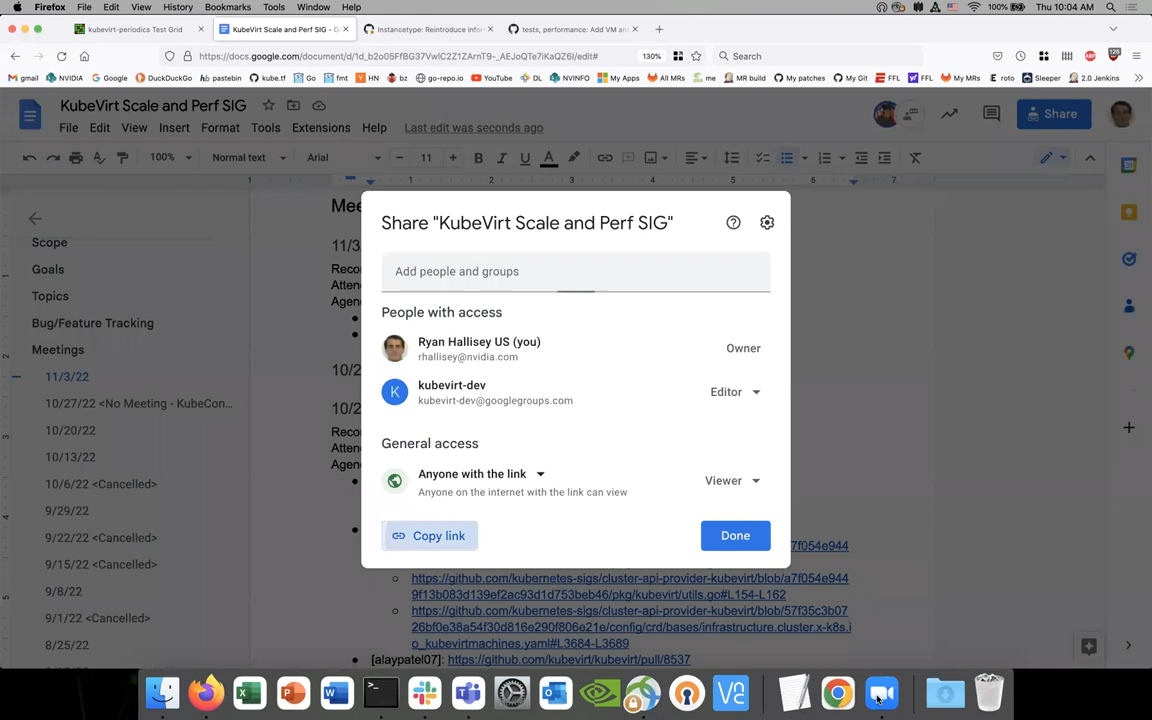 Firefox File Edit View History Bookmarks Tools Window Help 100% Thu 10:04 AM
kubevirt-periodics Test Grid
KubeVirt Scale and Perf SIG - G
Instancetype: Reintroduce infor
tests, performance: Add VM an
https://docs.google.com/document/d/1d_b2o05FfBG37VwlC2Z1ZArnT9-_AEJoQTe7iKaQZ6I/edit# 130% Search
gmail NVIDIA Google DuckDuckGo pastebin kube.tf Go fmt HN bz go-repo.io YouTube DL NVINFO My Apps All MRs me MR build My patches My Git FFL FFL My MRs roto Sleeper 2.0 Jenkins
KubeVirt Scale and Perf SIG
Share
File Edit View Insert Format Tools Extensions Help Last edit was seconds ago
100% Normal text Arial 11
1 1 2 3 4 5 6 7
Scope
Goals
Topics
Bug/Feature Tracking
Meetings
11/3/22
10/27/22 <No Meeting - KubeCon...
10/20/22
10/13/22
10/6/22 <Cancelled>
9/29/22
9/22/22 <Cancelled>
9/15/22 <Cancelled>
9/8/22
9/1/22 <Cancelled>
8/25/22
Share "KubeVirt Scale and Perf SIG"
Add people and groups
People with access
Ryan Hallisey US (you)
rhallisey@nvidia.com
Owner
K
kubevirt-dev
kubevirt-dev@googlegroups.com
Editor
General access
Anyone with the link
Anyone on the internet with the link can view
Viewer
Copy link
Done
7f054e944
https://github.com/kubernetes-sigs/cluster-api-provider-kubevirt/blob/a7f054e944
9f13b083d139ef2ac93d1d753beb46/pkg/kubevirt/utils.go#L154-L162
https://github.com/kubernetes-sigs/cluster-api-provider-kubevirt/blob/57f35c3b07
26bf0e38a54f30d816e290f806e21e/config/crd/bases/infrastructure.cluster.x-k8s.i
o_kubevirtmachines.yaml#L3684-L3689
[alaypatel07]: https://github.com/kubevirt/kubevirt/pull/8537